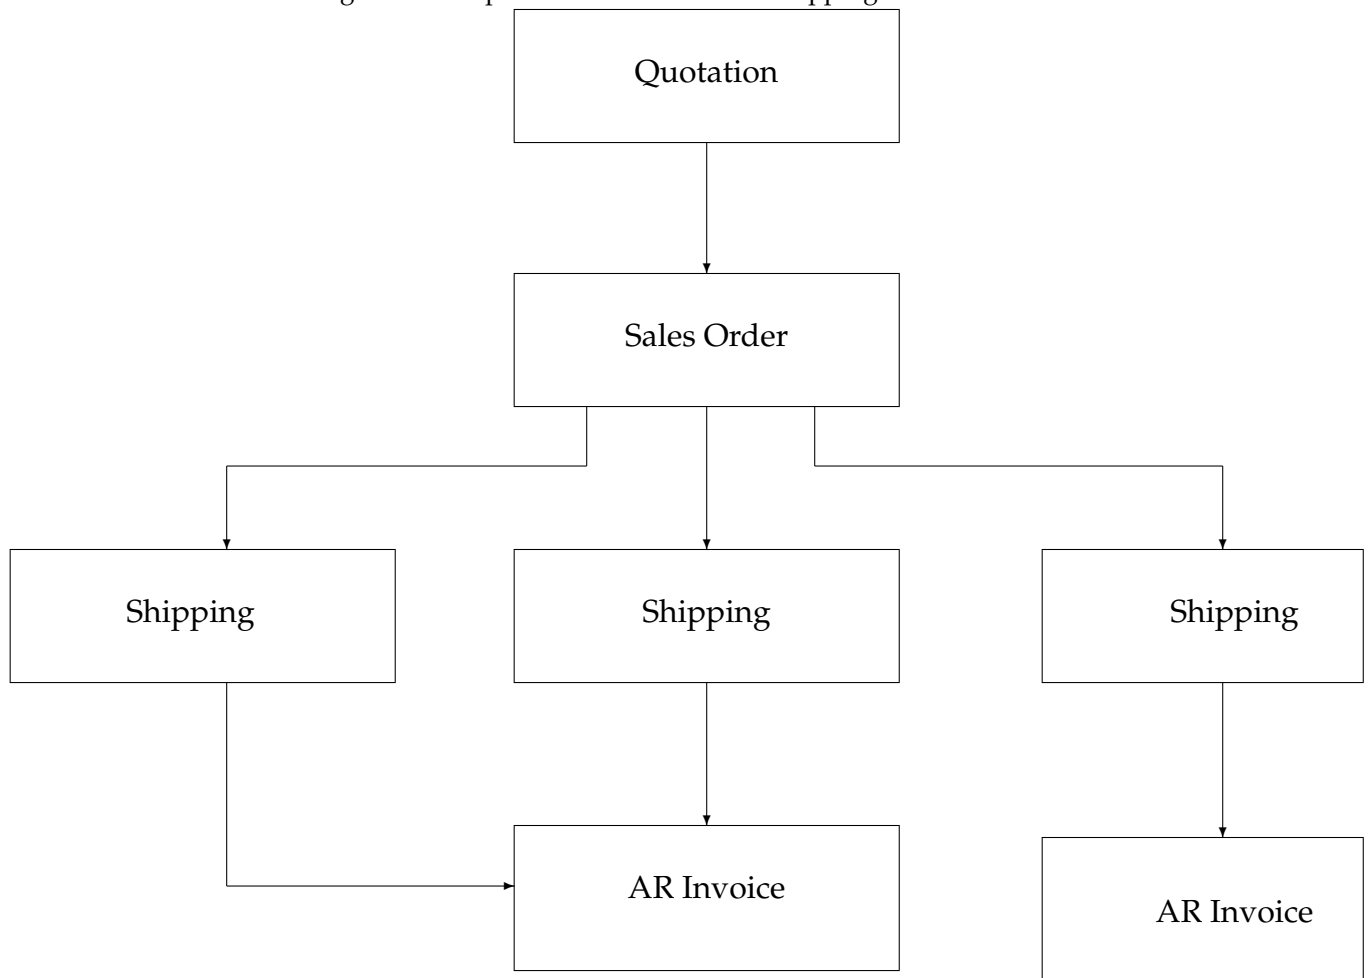 Quotation
Sales Order
Shipping
Shipping
Shipping
AR Invoice
AR Invoice